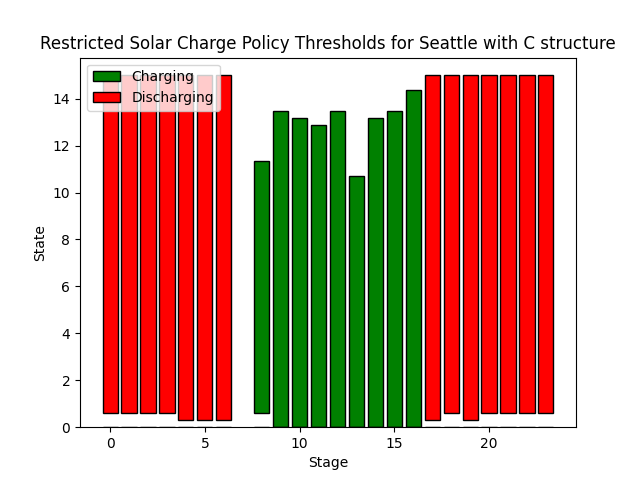 Restricted Solar Charge Policy Thresholds for Seattle with C structure
Charging
Discharging
State
14
12
10
8
6
4
2
0
0 5 10 15 20
Stage